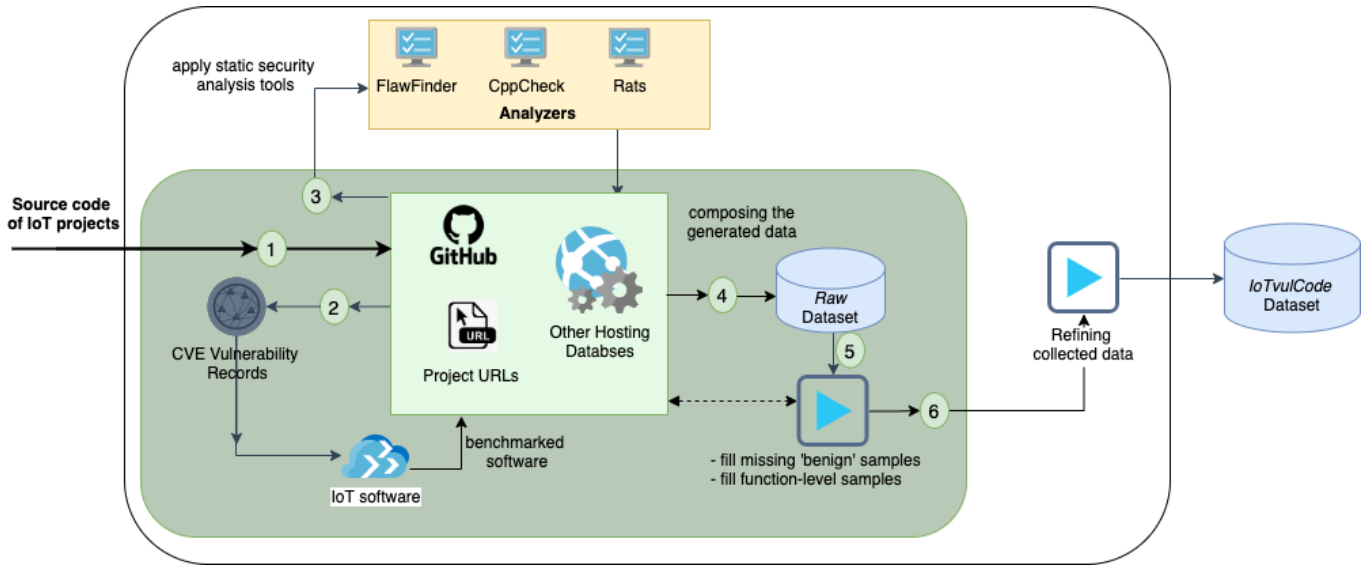 apply static security
analysis tools
FlawFinder
CppCheck
Rats
Analyzers
Source code
of IoT projects
1
3
GitHub
URL
Project URLs
Other Hosting
Databses
2
CVE Vulnerability
Records
IoT software
benchmarked
software
composing the
generated data
4
Raw
Dataset
5
- fill missing 'benign' samples
- fill function-level samples
6
Refining
collected data
IoTvulCode
Dataset